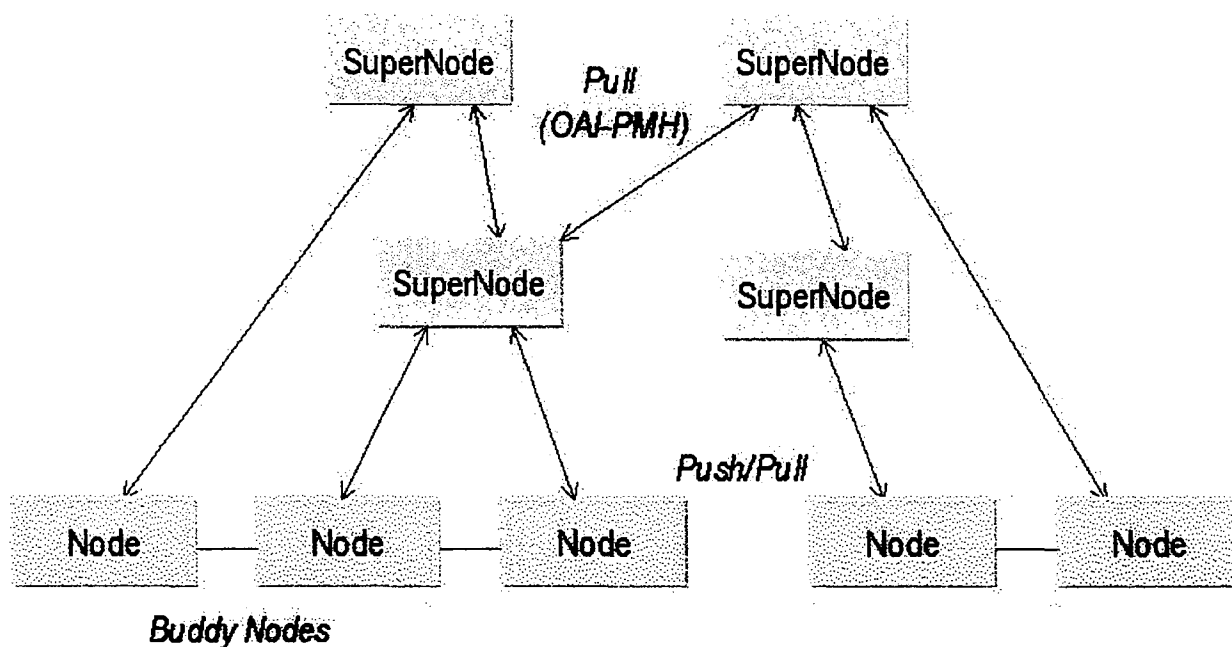 SuperNode
SuperNode
Pull
(OAI-PMH)
SuperNode
SuperNode
Push/Pull
Node
Node
Node
Node
Node
Buddy Nodes